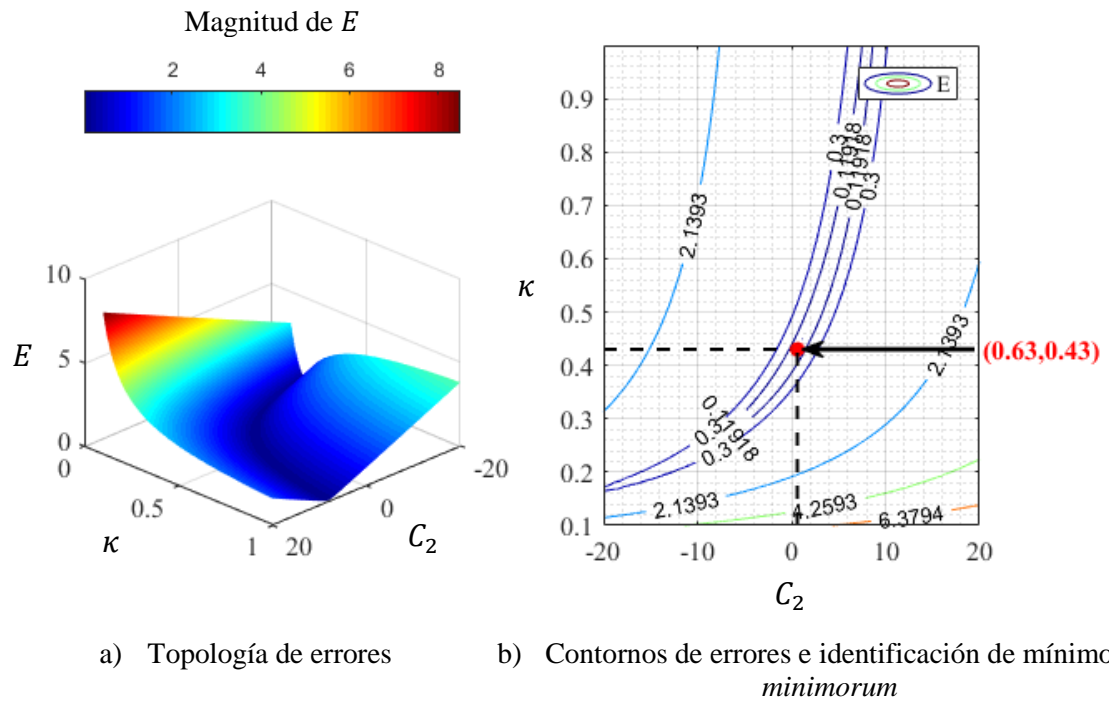 Magnitud de E
2 4 6 8
10
5
0
E
0
0.5
1
κ
20
0
-20
C₂
E
0.9
0.8
0.7
0.6
0.5
0.4
0.3
0.2
0.1
κ
-20 -10 0 10 20
C₂
2.1393
0.3
0.11918
0.11918
0.3
2.1393
(0.63,0.43)
0.11918
0.3
0.3
2.1393
4.2593
6.3794
a) Topología de errores
b) Contornos de errores e identificación de mínimo
minimorum